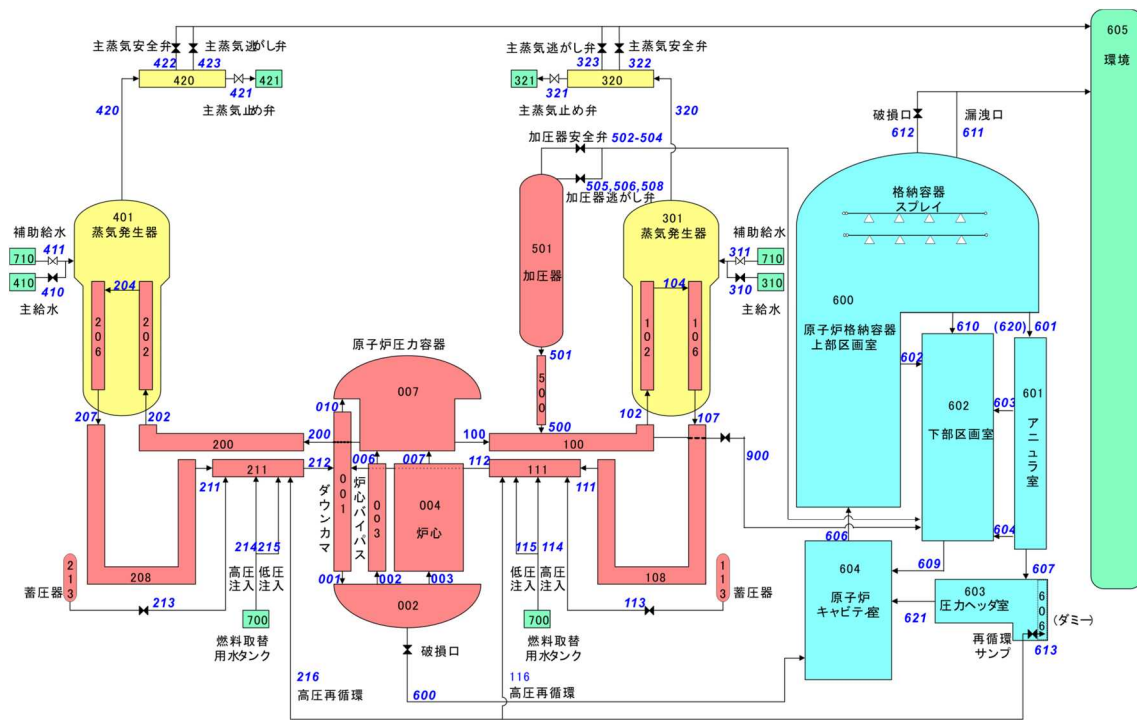 主蒸気安全弁
422
主蒸気逃がし弁
423
420
421
421
主蒸気止め弁
420
主蒸気逃がし弁
323
主蒸気安全弁
322
321
320
321
主蒸気止め弁
320
605
環境
破損口
612
漏洩口
611
加圧器安全弁 502-504
505,506,508
加圧器逃がし弁
格納容器
スプレイ
401
蒸気発生器
補助給水
710
411
410
410
主給水
204
206
202
501
加圧器
301
蒸気発生器
補助給水
311
710
310
310
主給水
104
102
106
600
原子炉格納容器
上部区画室
610
(620)
601
602
601
アニュラ室
603
602
下部区画室
604
原子炉圧力容器
007
501
500
500
207
202
102
107
010
200
200
100
100
900
211
211
212
006
007
112
111
111
001
ダウンカマ
炉心バイパス
003
004
炉心
214
215
高圧
注入
低圧
注入
115
114
低圧
注入
高圧
注入
208
108
213
蓄圧器
213
113
蓄圧器
113
001
002
003
002
700
燃料取替
用水タンク
700
燃料取替
用水タンク
破損口
600
216
高圧再循環
116
高圧再循環
606
604
原子炉
キャビティ室
609
607
603
圧力ヘッダ室
621
606
(ダミー)
再循環
サンプ
613